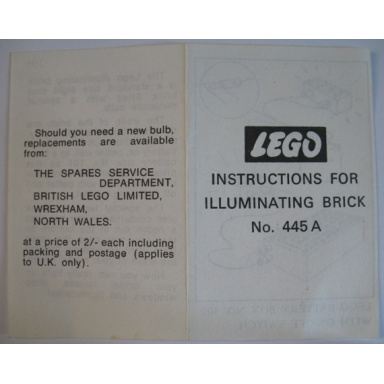 Should you need a new bulb,
replacements are available
from:
THE SPARES SERVICE
DEPARTMENT,
BRITISH LEGO LIMITED,
WREXHAM,
NORTH WALES.
at a price of 2/- each including
packing and postage (applies
to U.K. only).
LEGO
INSTRUCTIONS FOR
ILLUMINATING BRICK
No. 445 A